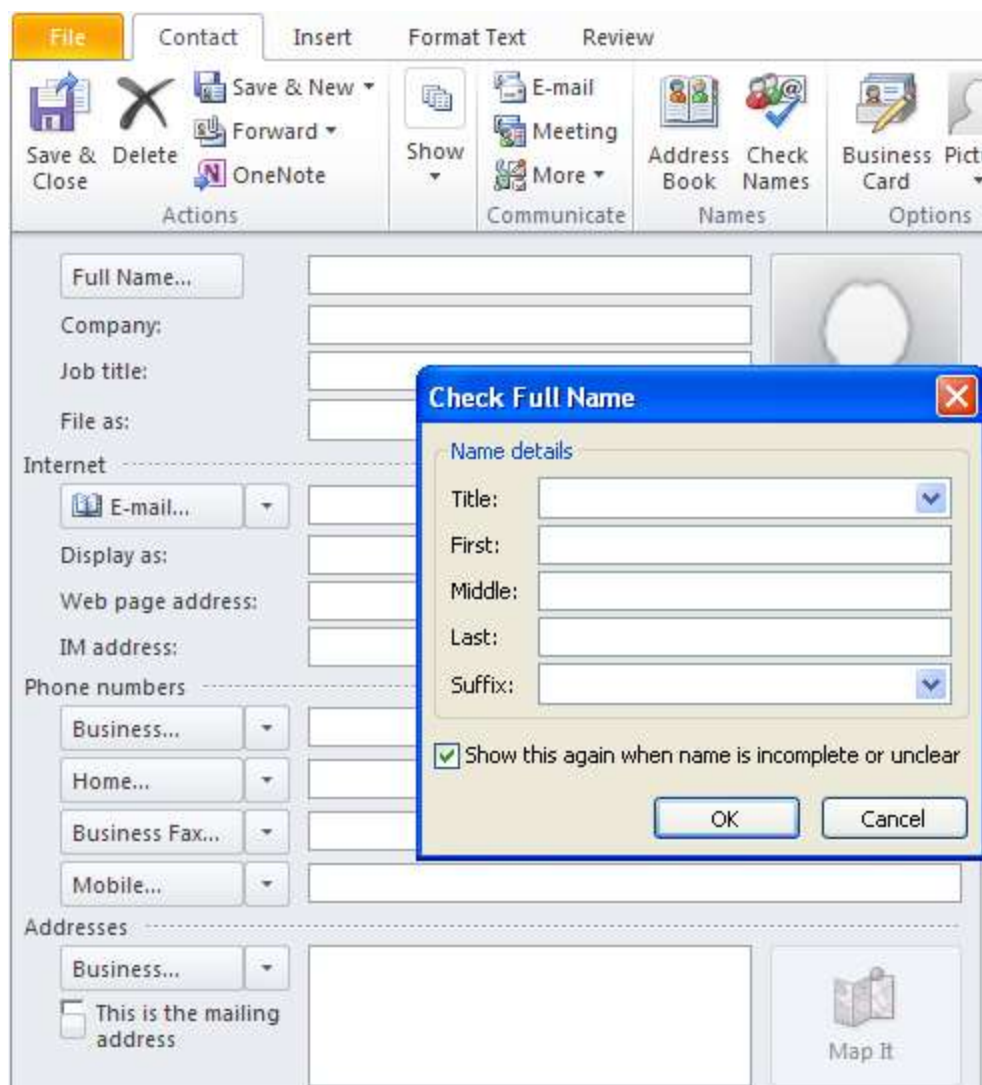 File Contact Insert Format Text Review
Save & Close
Delete
Save & New
Forward
OneNote
Actions
Show
E-mail
Meeting
More
Communicate
Address Book
Check Names
Names
Business Card
Pict
Options
Full Name...
Company:
Job title:
File as:
Internet
E-mail...
Display as:
Web page address:
IM address:
Phone numbers
Business...
Home...
Business Fax...
Mobile...
Addresses
Business...
This is the mailing
address
Map It
Check Full Name
Name details
Title:
First:
Middle:
Last:
Suffix:
Show this again when name is incomplete or unclear
OK Cancel